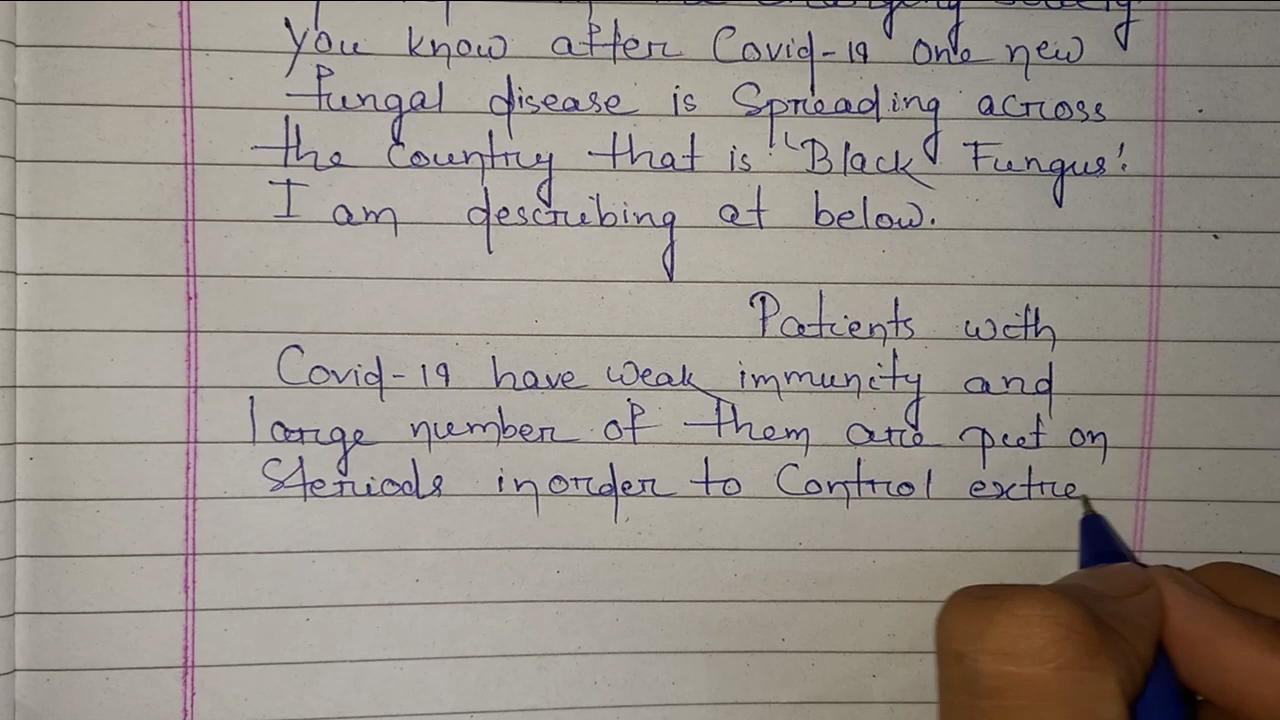 you know after Covid-19 one new
fungal disease is Spreading across
the Country that is "Black Fungus'.
I am describing at below.
Patients with
Covid-19 have weak immunity and
large number of them are put on
Steriods inorder to Control extre